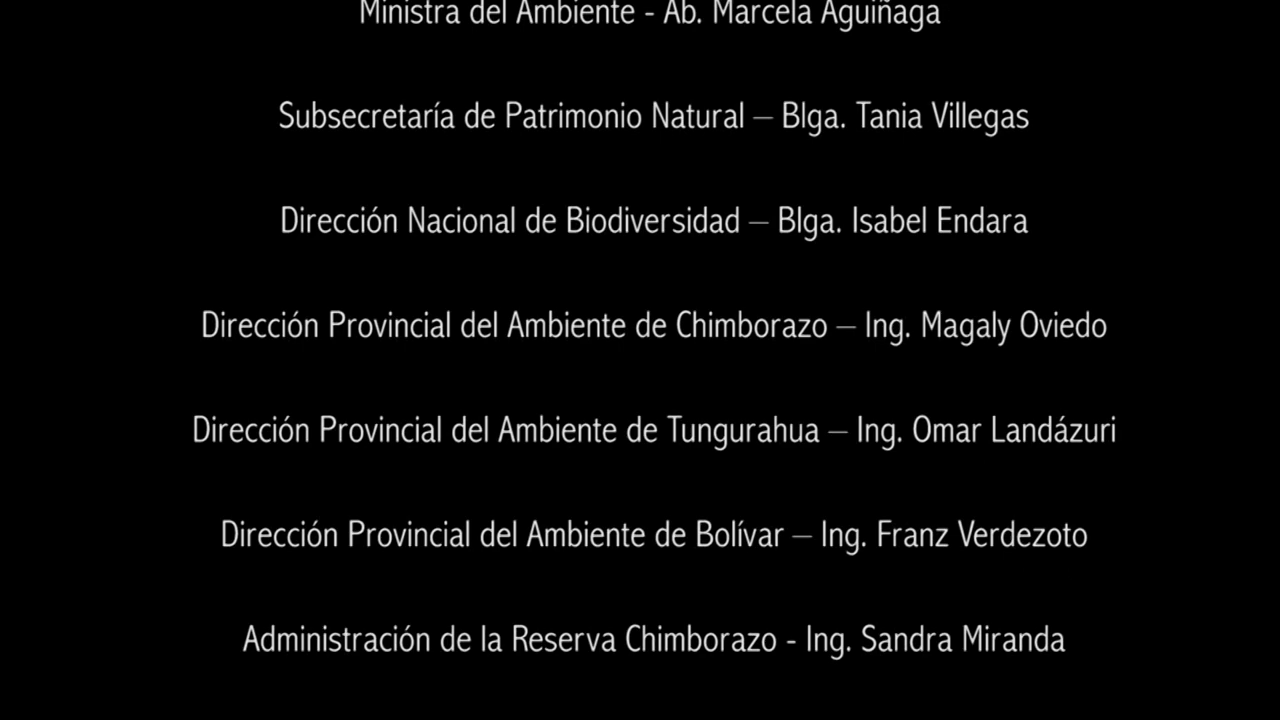 Ministra del Ambiente - Ab. Marcela Aguiñaga
Subsecretaría de Patrimonio Natural – Blga. Tania Villegas
Dirección Nacional de Biodiversidad – Blga. Isabel Endara
Dirección Provincial del Ambiente de Chimborazo – Ing. Magaly Oviedo
Dirección Provincial del Ambiente de Tungurahua – Ing. Omar Landázuri
Dirección Provincial del Ambiente de Bolívar – Ing. Franz Verdezoto
Administración de la Reserva Chimborazo - Ing. Sandra Miranda